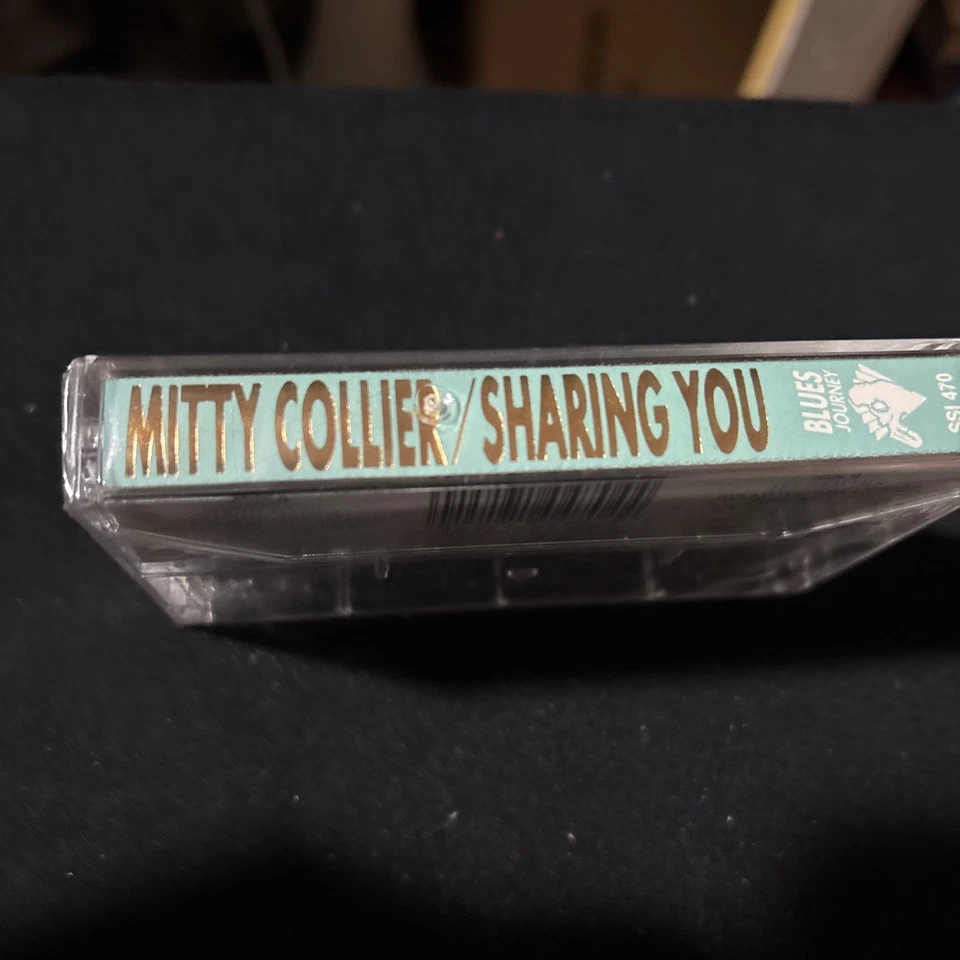 MITTY COLLIER/SHARING YOU
BLUES
JOURNEY
SSI 470